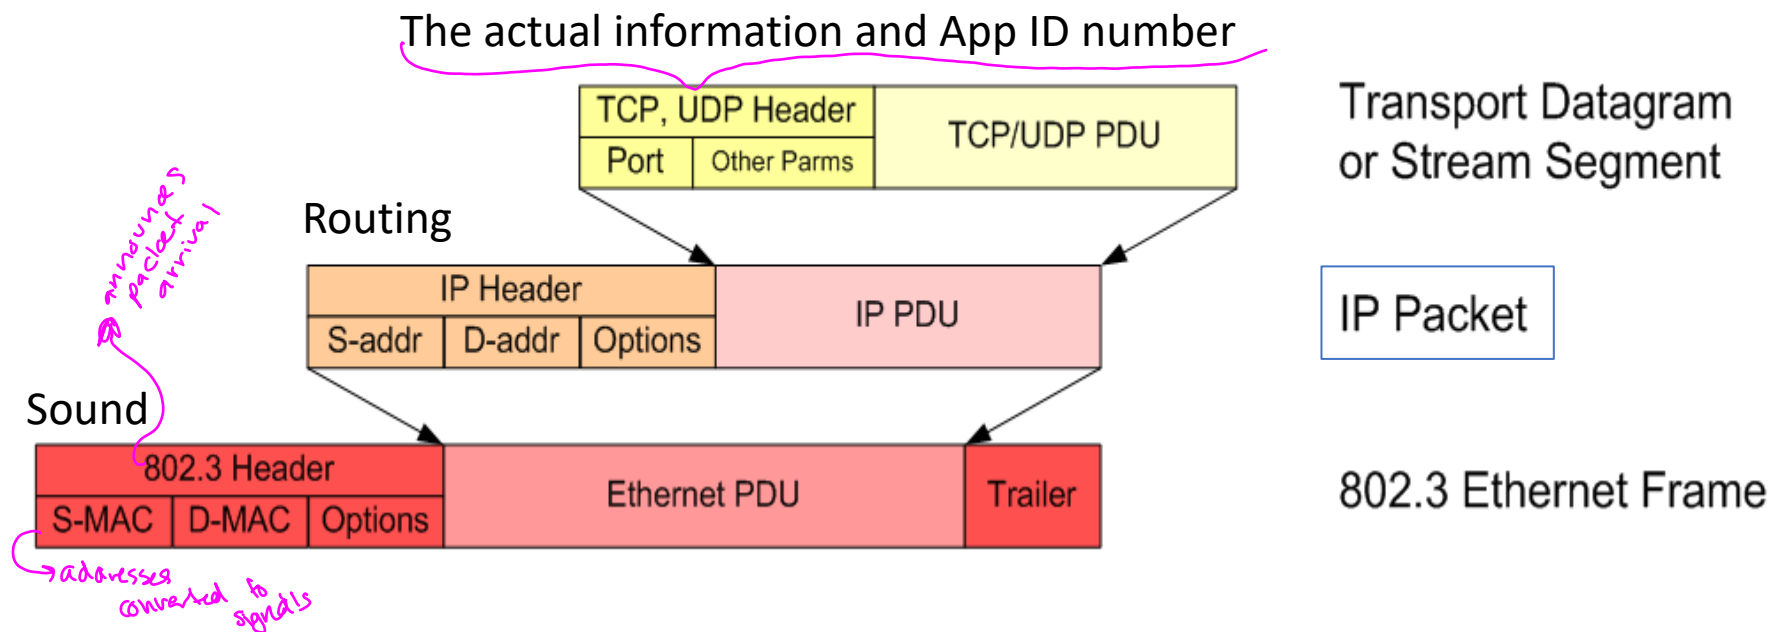 The actual information and App ID number
TCP, UDP Header
TCP/UDP PDU
Port
Other Parms
Transport Datagram
or Stream Segment
announces
packet
arrival
Routing
IP Header
IP PDU
S-addr
D-addr
Options
IP Packet
Sound
802.3 Header
Ethernet PDU
Trailer
S-MAC
D-MAC
Options
802.3 Ethernet Frame
addresses
converted to
signals